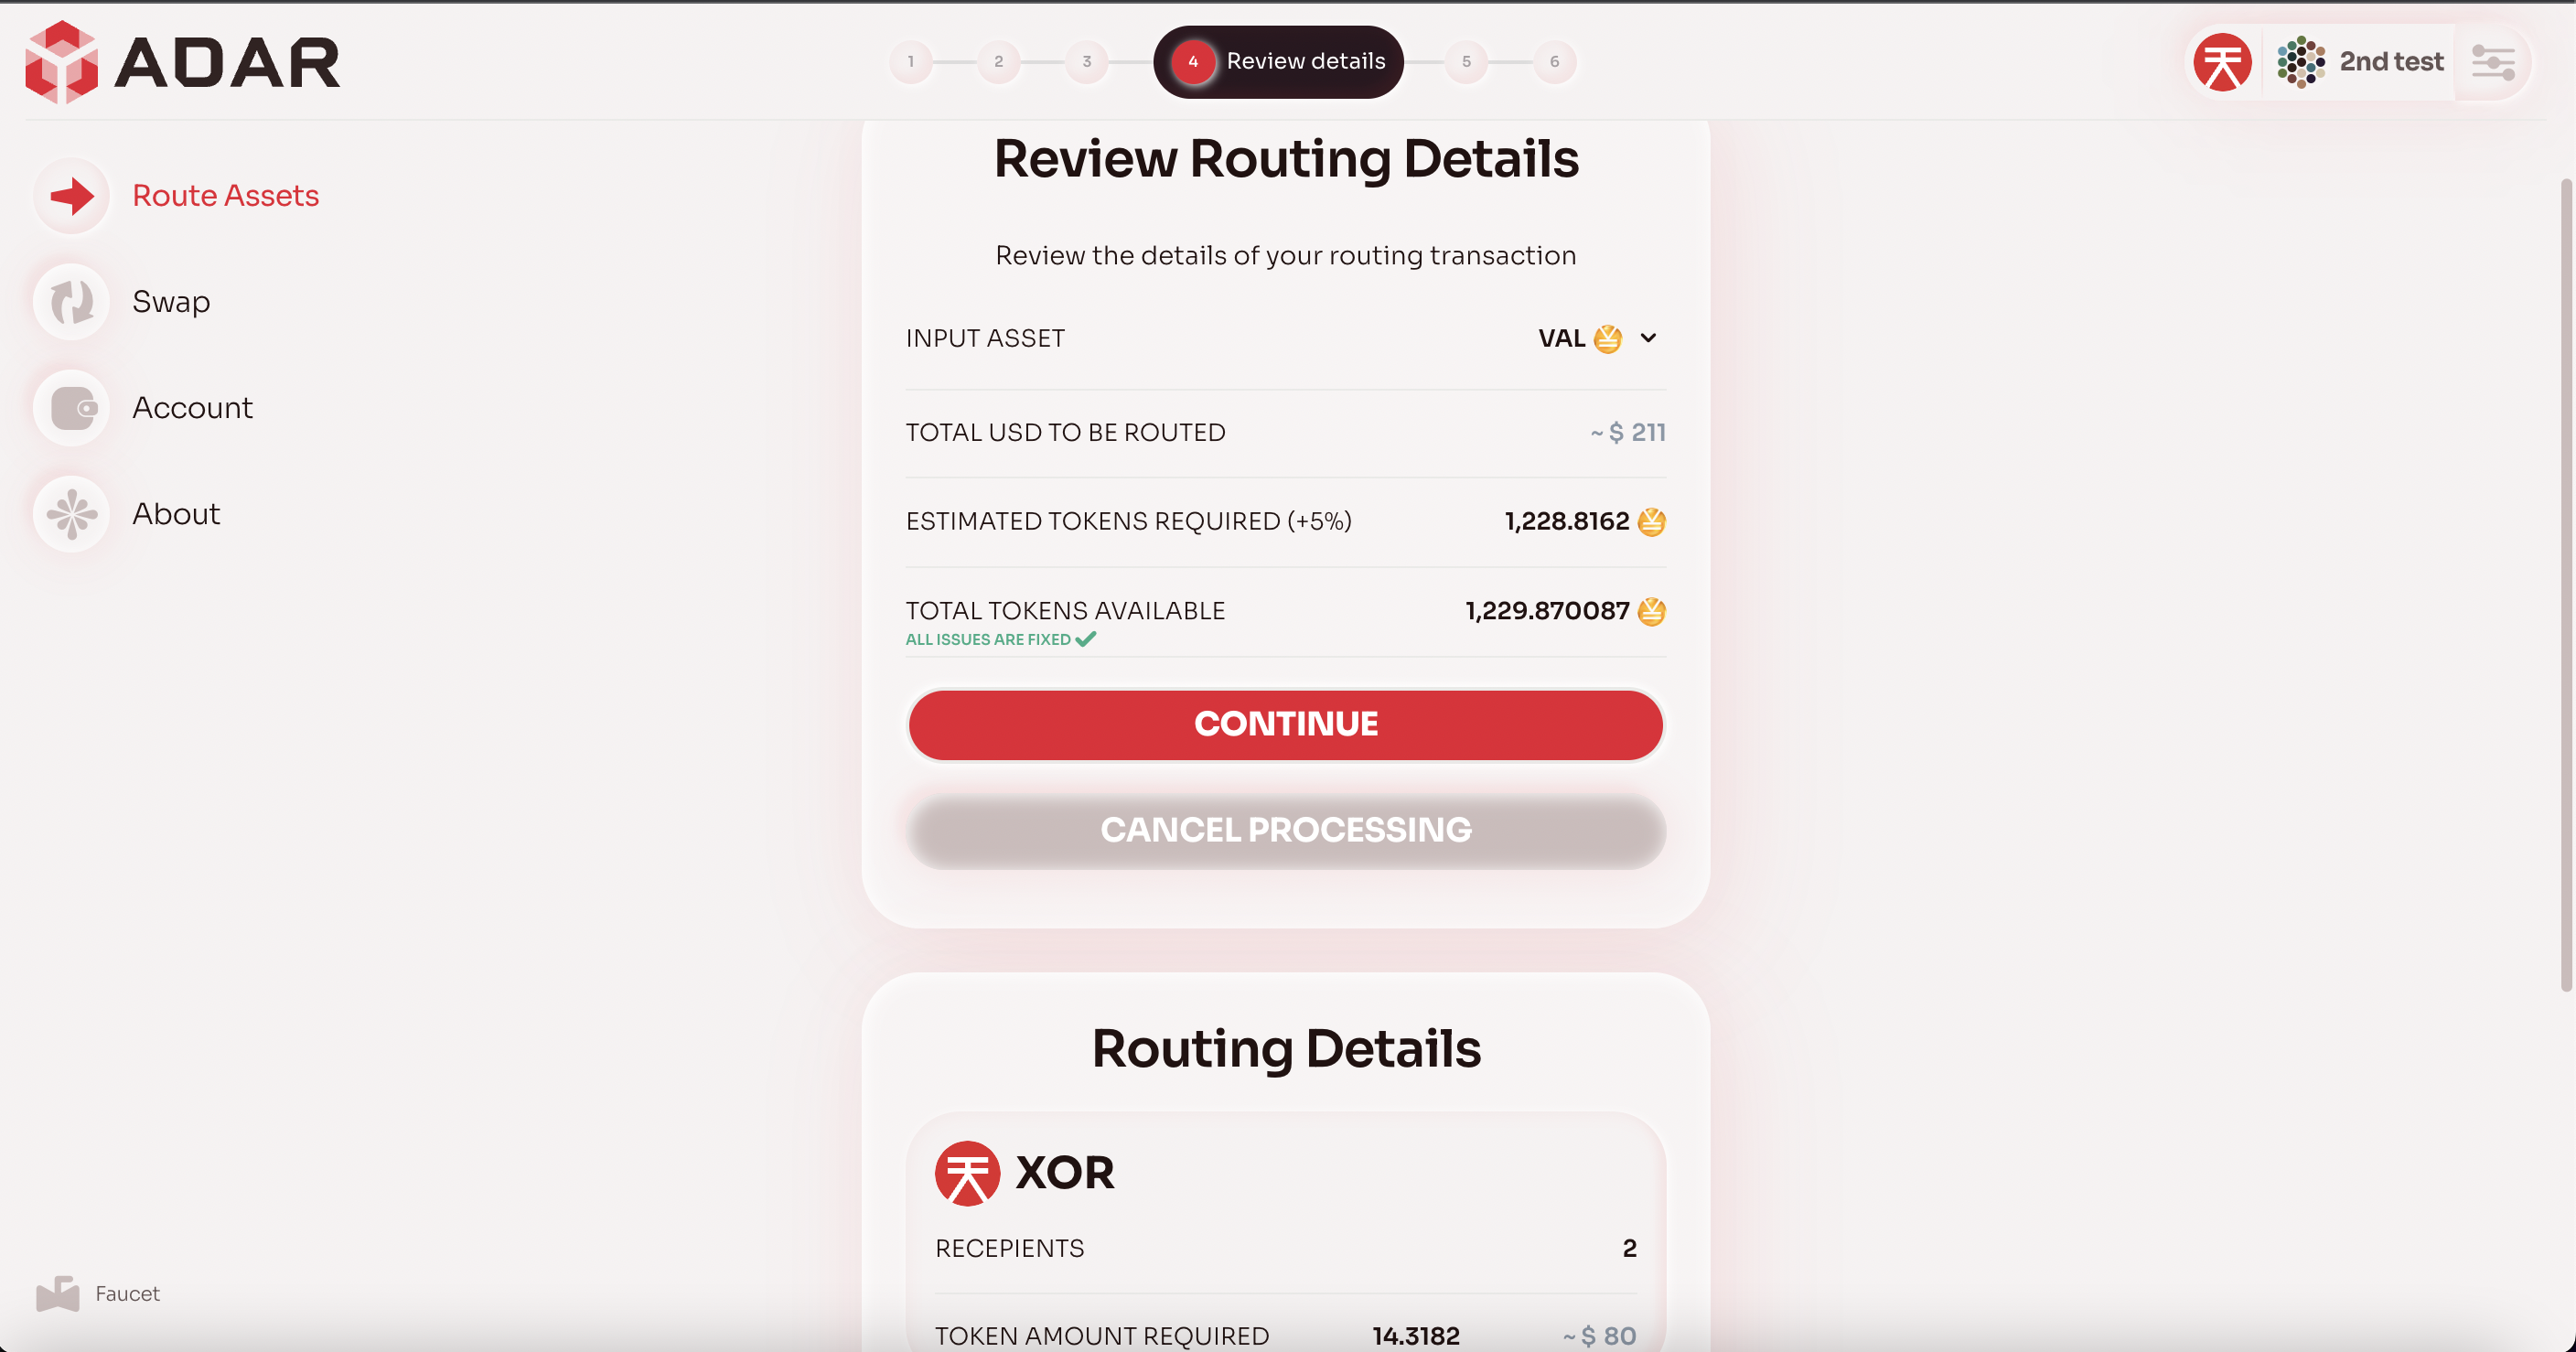 ADAR
1
2
3
4 Review details
5
6
2nd test
Route Assets
Swap
Account
About
Faucet
Review Routing Details
Review the details of your routing transaction
INPUT ASSET VAL
TOTAL USD TO BE ROUTED ~ $ 211
ESTIMATED TOKENS REQUIRED (+5%) 1,228.8162
TOTAL TOKENS AVAILABLE 1,229.870087
ALL ISSUES ARE FIXED
CONTINUE
CANCEL PROCESSING
Routing Details
XOR
RECEPIENTS 2
TOKEN AMOUNT REQUIRED 14.3182 ~ $ 80